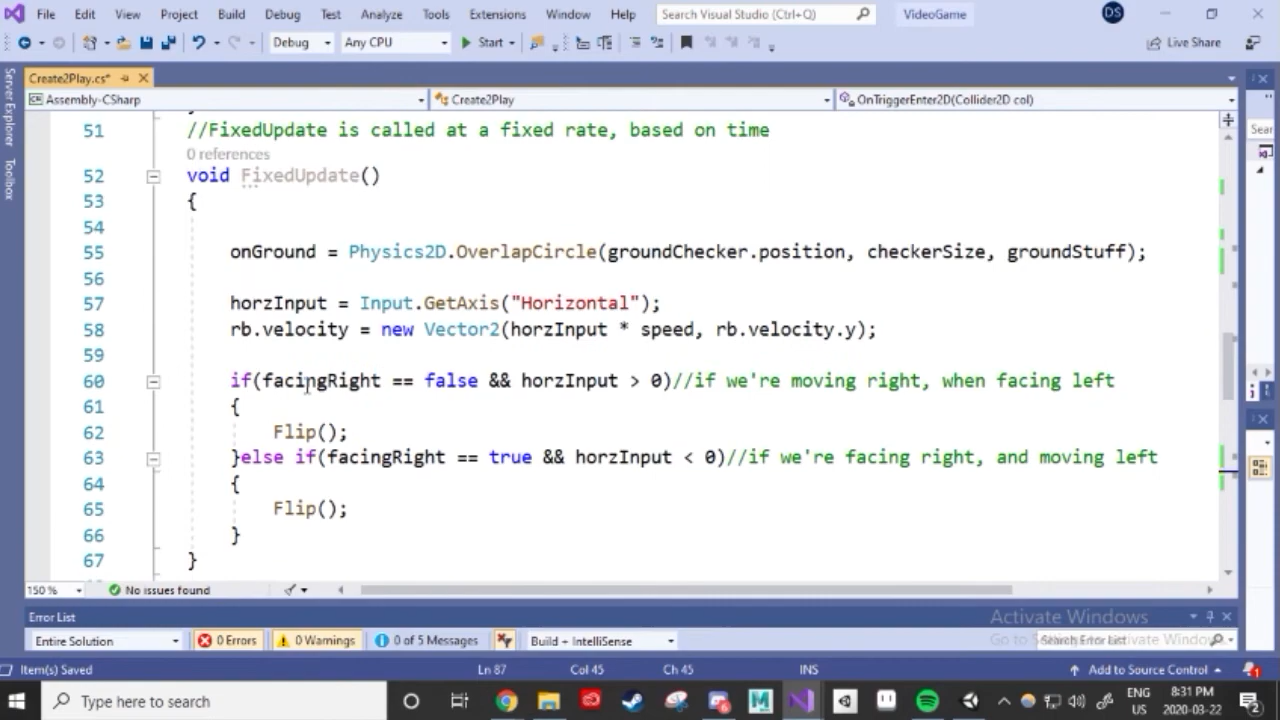 File Edit View Project Build Debug Test Analyze Tools Extensions Window Help Search Visual Studio (Ctrl+Q) VideoGame DS
Debug Any CPU Start Live Share
Create2Play.cs*
Assembly-CSharp Create2Play OnTriggerEnter2D(Collider2D col)
Server Explorer
Toolbox
51 //FixedUpdate is called at a fixed rate, based on time
0 references
52 void FixedUpdate()
53 {
54
55 onGround = Physics2D.OverlapCircle(groundChecker.position, checkerSize, groundStuff);
56
57 horzInput = Input.GetAxis("Horizontal");
58 rb.velocity = new Vector2(horzInput * speed, rb.velocity.y);
59
60 if(facingRight == false && horzInput > 0)//if we're moving right, when facing left
61 {
62 Flip();
63 }else if(facingRight == true && horzInput < 0)//if we're facing right, and moving left
64 {
65 Flip();
66 }
67 }
150 % No issues found
Error List
Activate Windows
Entire Solution 0 Errors 0 Warnings 0 of 5 Messages Build + IntelliSense Search Error List
Item(s) Saved Ln 87 Col 45 Ch 45 INS Add to Source Control 1
Type here to search ENG US 8:31 PM 2020-03-22 2